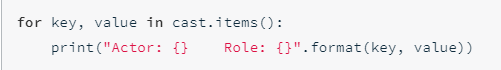 for key, value in cast.items():
    print("Actor: {}    Role: {}".format(key, value))